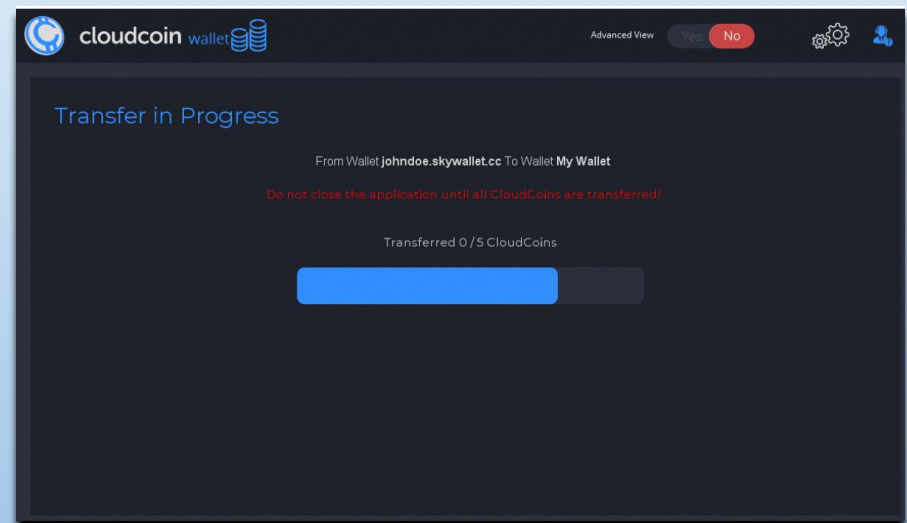 cloudcoin wallet
Advanced View Yes No
Transfer in Progress
From Wallet johndoe.skywallet.cc To Wallet My Wallet
Do not close the application until all CloudCoins are transferred!
Transferred 0 / 5 CloudCoins